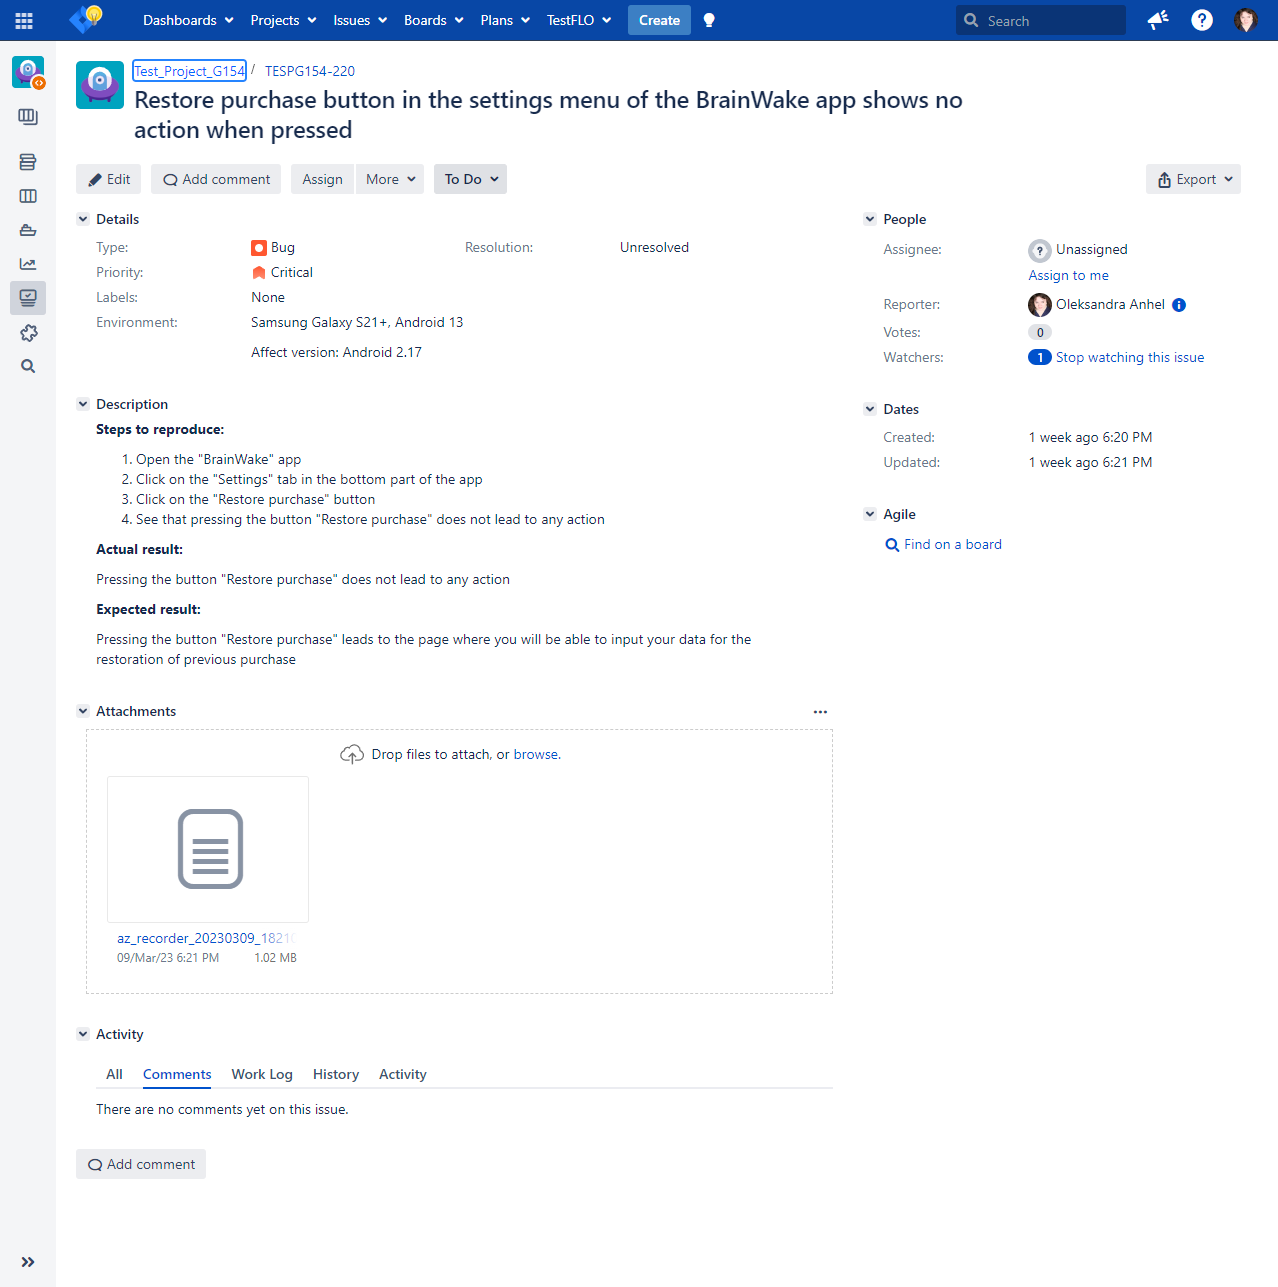 Dashboards Projects Issues Boards Plans TestFLO Create Search
Test_Project_G154 / TESPG154-220
Restore purchase button in the settings menu of the BrainWake app shows no
action when pressed
Edit Add comment Assign More To Do Export
Details
Type: Bug Resolution: Unresolved
Priority: Critical
Labels: None
Environment: Samsung Galaxy S21+, Android 13
Affect version: Android 2.17
Description
Steps to reproduce:
1. Open the "BrainWake" app
2. Click on the "Settings" tab in the bottom part of the app
3. Click on the "Restore purchase" button
4. See that pressing the button "Restore purchase" does not lead to any action
Actual result:
Pressing the button "Restore purchase" does not lead to any action
Expected result:
Pressing the button "Restore purchase" leads to the page where you will be able to input your data for the
restoration of previous purchase
Attachments
Drop files to attach, or browse.
az_recorder_20230309_1821
09/Mar/23 6:21 PM 1.02 MB
Activity
All Comments Work Log History Activity
There are no comments yet on this issue.
Add comment
People
Assignee: Unassigned
Assign to me
Reporter: Oleksandra Anhel
Votes: 0
Watchers: 1 Stop watching this issue
Dates
Created: 1 week ago 6:20 PM
Updated: 1 week ago 6:21 PM
Agile
Find on a board